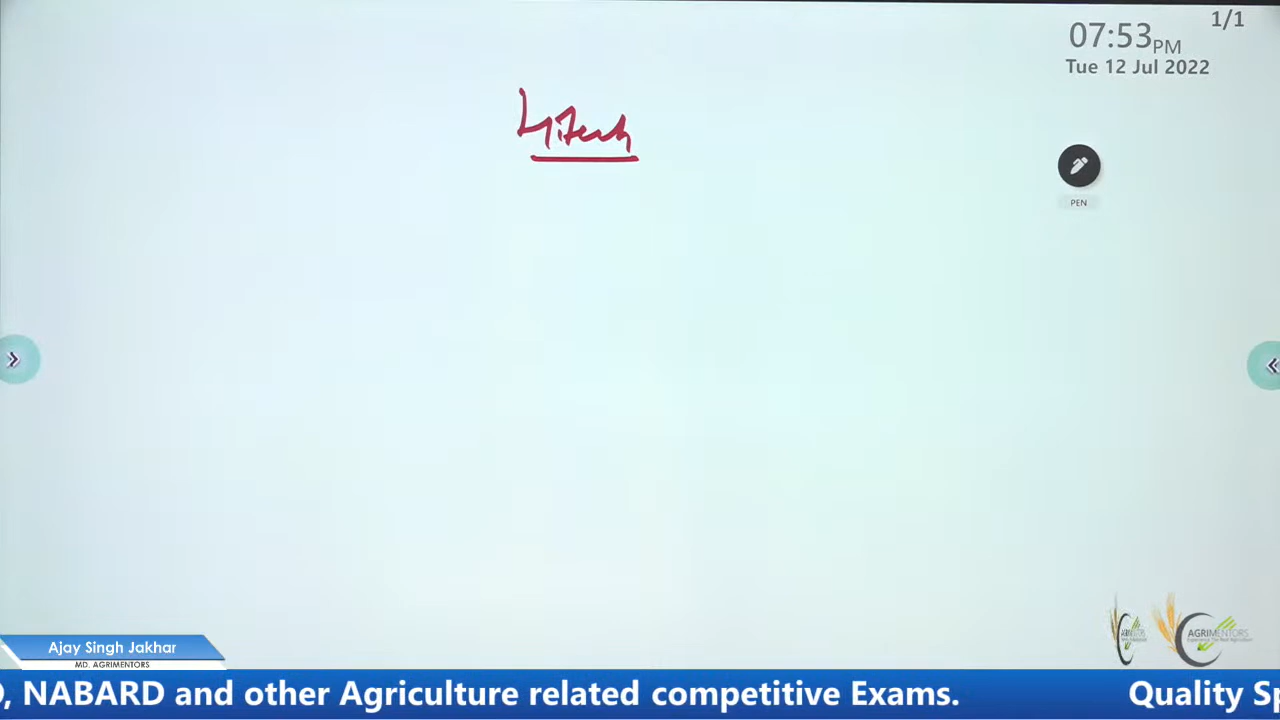 1/1
07:53PM
Tue 12 Jul 2022
PEN
AGRIMENTORS
Ajay Singh Jakhar
MD. AGRIMENTORS
, NABARD and other Agriculture related competitive Exams. Quality Sp